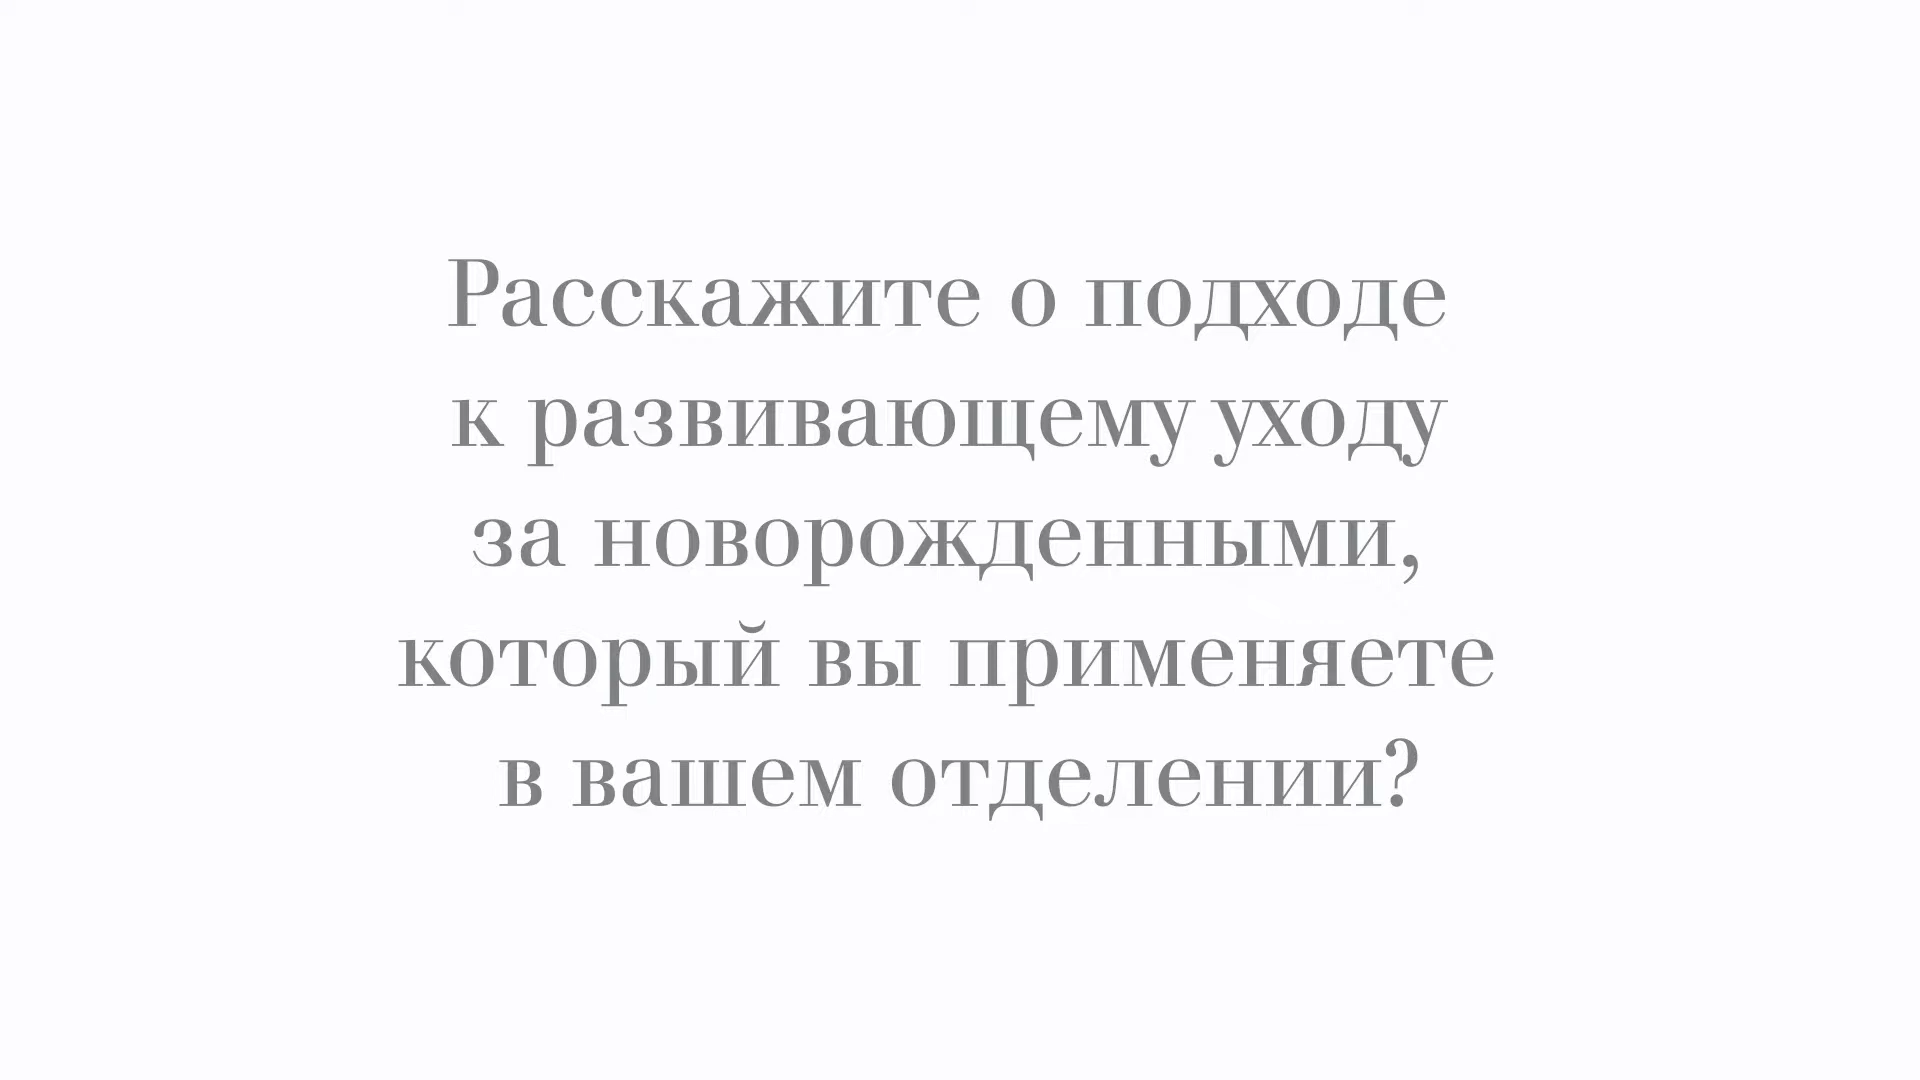 Расскажите о подходе
к развивающему уходу
за новорожденными,
который вы применяете
в вашем отделении?